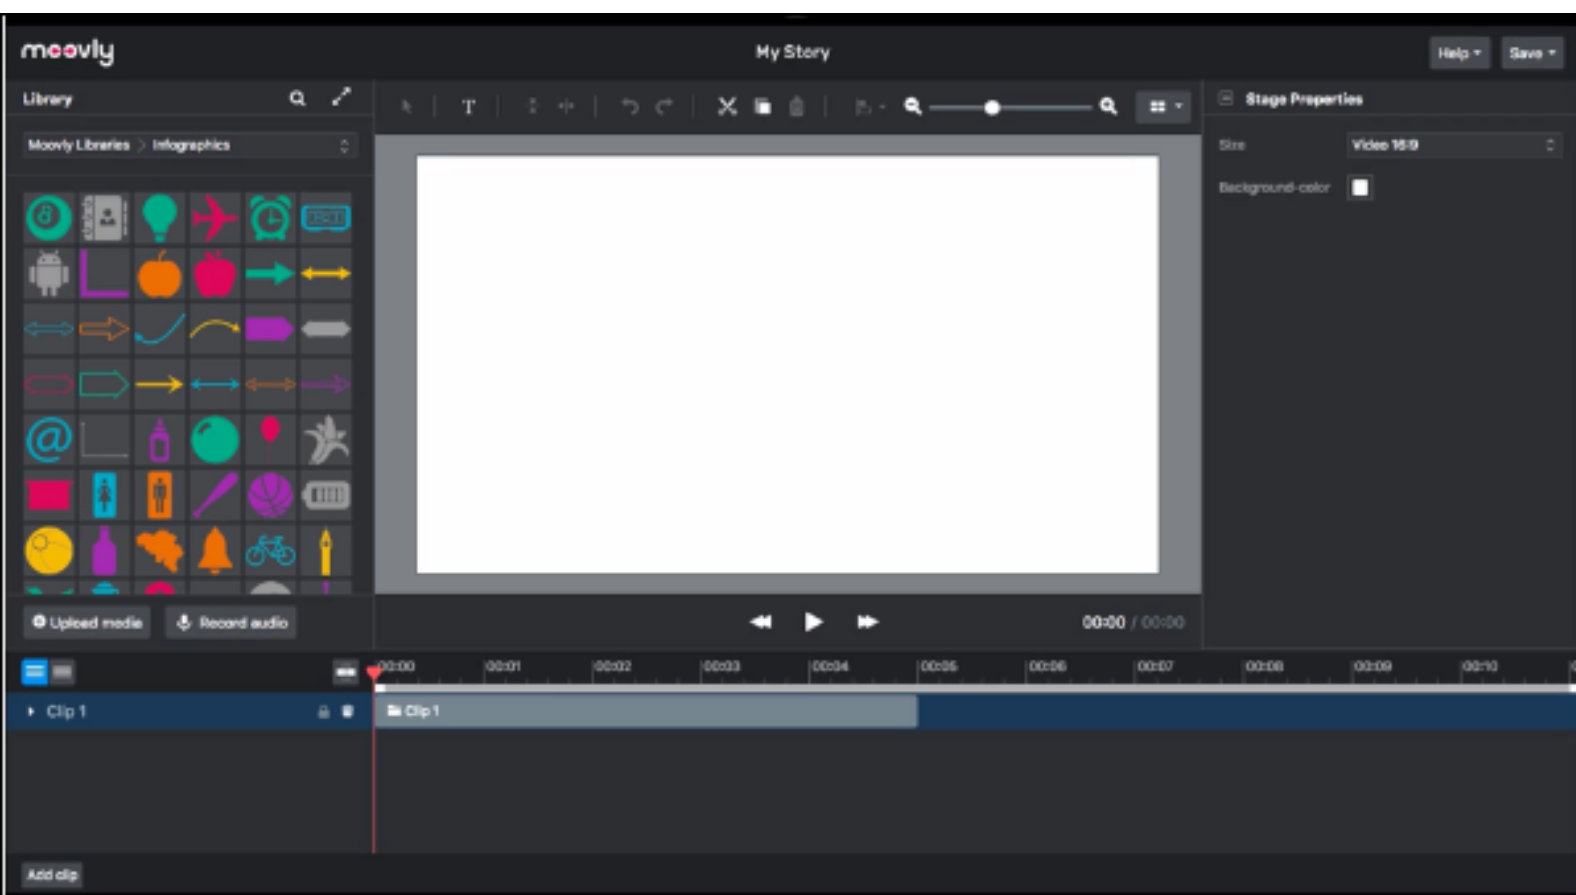 moovly
My Story
Help
Save
Library
Stage Properties
T
Moovly Libraries > Infographics
Size
Video 16:9
Background-color
8
@
Upload media
Record audio
00:00 / 00:00
00:00 00:01 00:02 00:03 00:04 00:05 00:06 00:07 00:08 00:09 00:10
Clip 1
Clip 1
Add clip